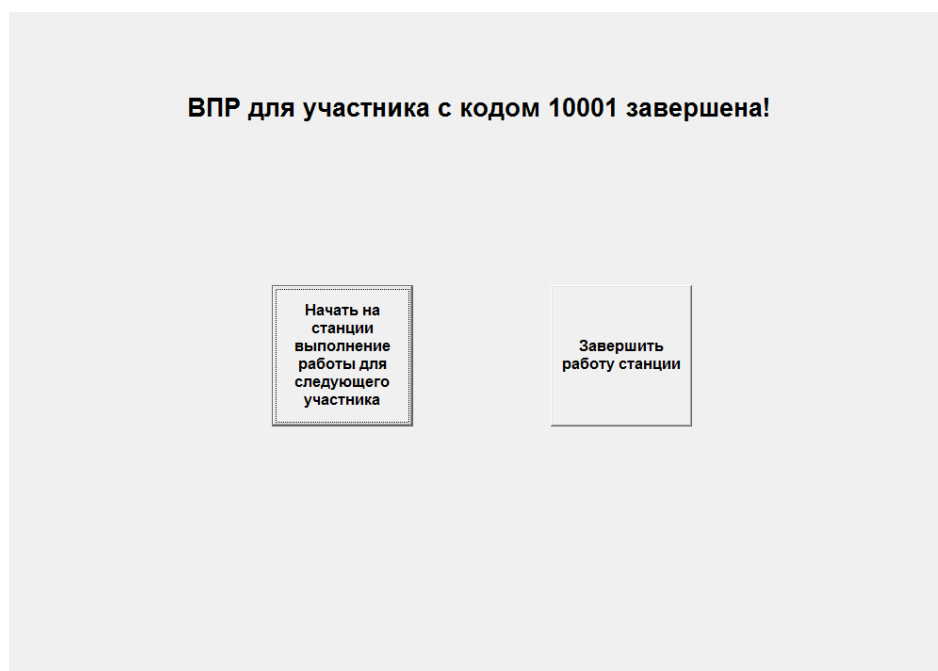 ВПР для участника с кодом 10001 завершена!
Начать на
станции
выполнение
работы для
следующего
участника
Завершить
работу станции